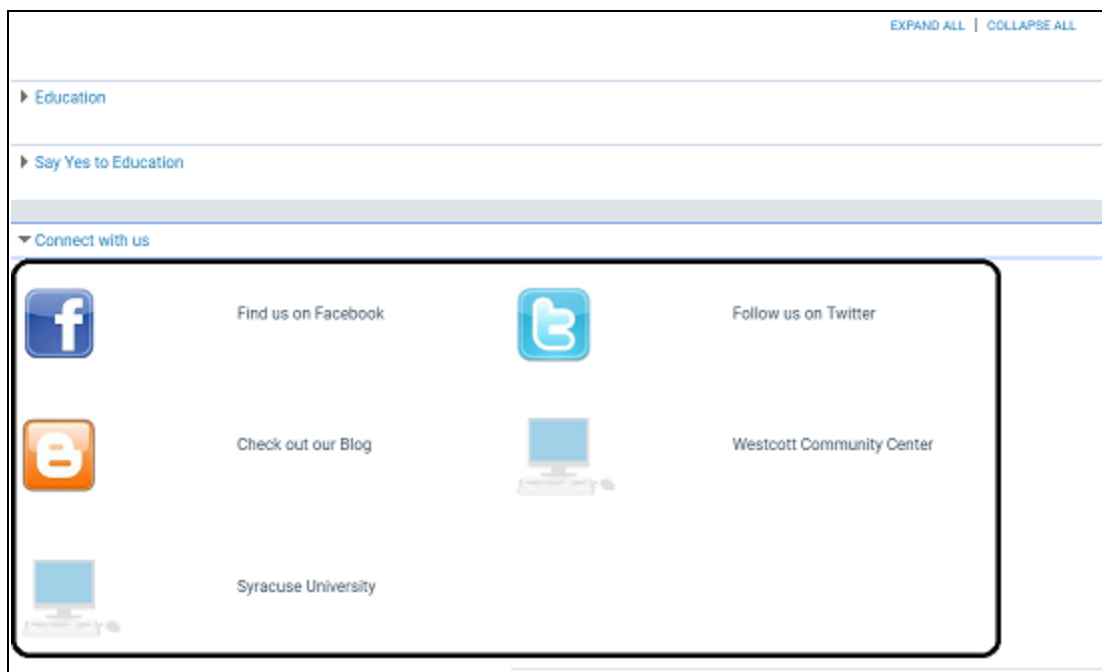 EXPAND ALL | COLLAPSE ALL
Education
Say Yes to Education
Connect with us
Find us on Facebook
Follow us on Twitter
Check out our Blog
Westcott Community Center
Syracuse University